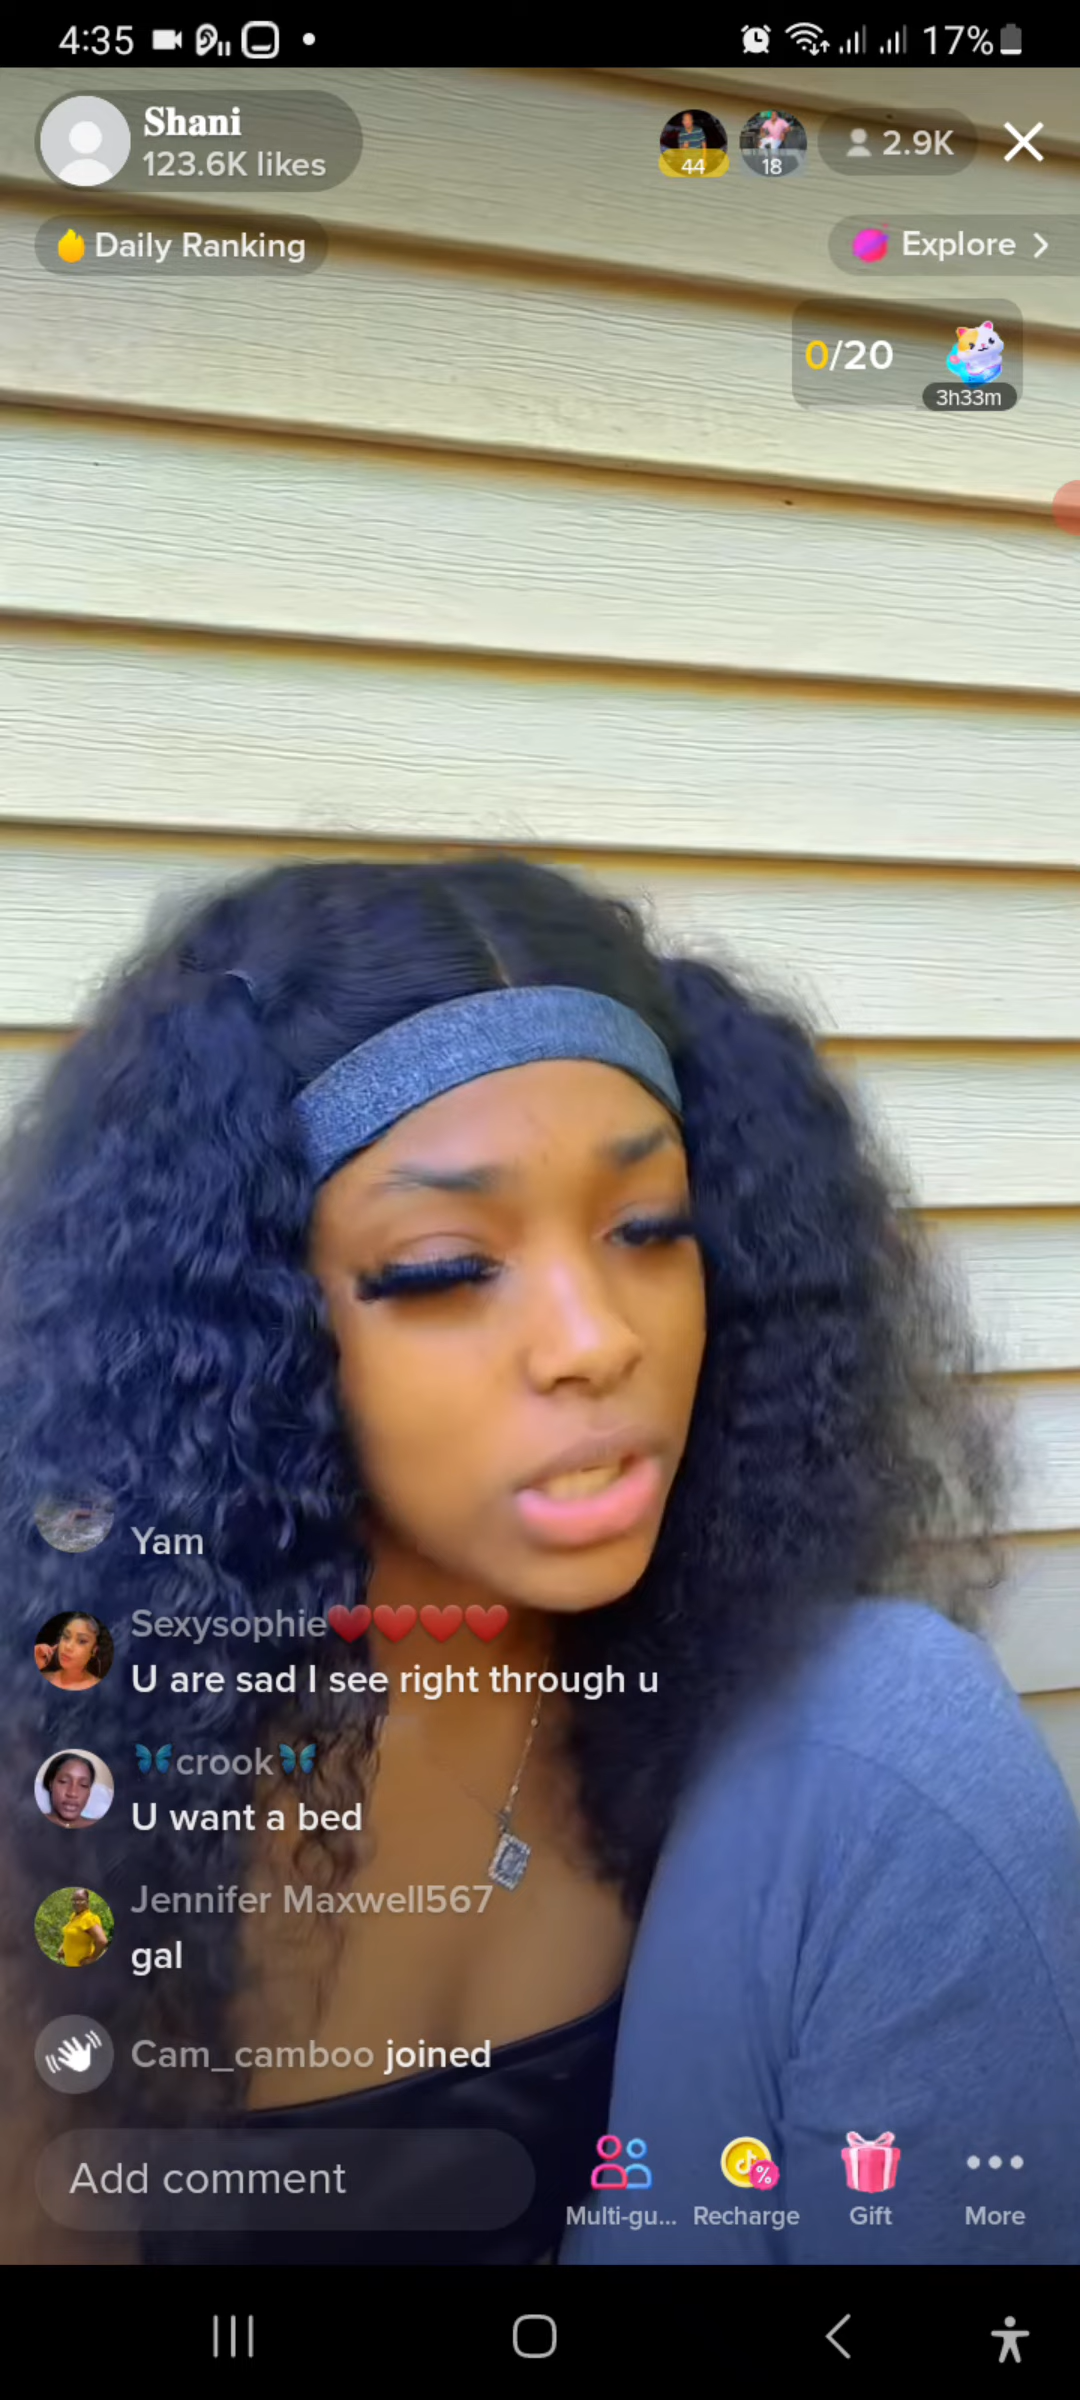 4:35
17%
Shani
123.6K likes
44
18
2.9K
Daily Ranking
Explore
0/20
3h33m
Yam
Sexysophie❤️❤️❤️❤️
U are sad I see right through u
🦋crook🦋
U want a bed
Jennifer Maxwell567
gal
Cam_camboo joined
Add comment
Multi-gu...
Recharge
Gift
More